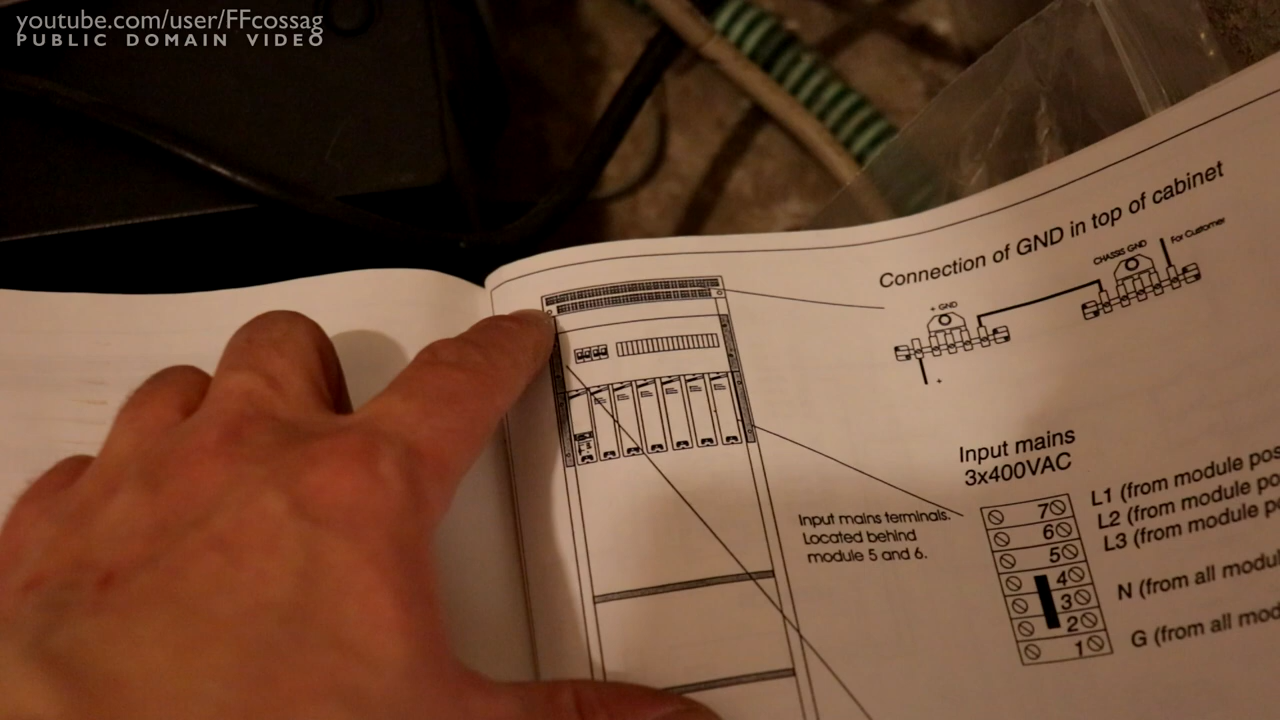 youtube.com/user/FFcossag
PUBLIC DOMAIN VIDEO
Connection of GND in top of cabinet
CHASSIS GND
For Customer
+ GND
+
Input mains
3x400VAC
Input mains terminals.
Located behind
module 5 and 6.
7
6
5
4
3
2
1
L1 (from module pos
L2 (from module po
L3 (from module p
N (from all modu
G (from all mod